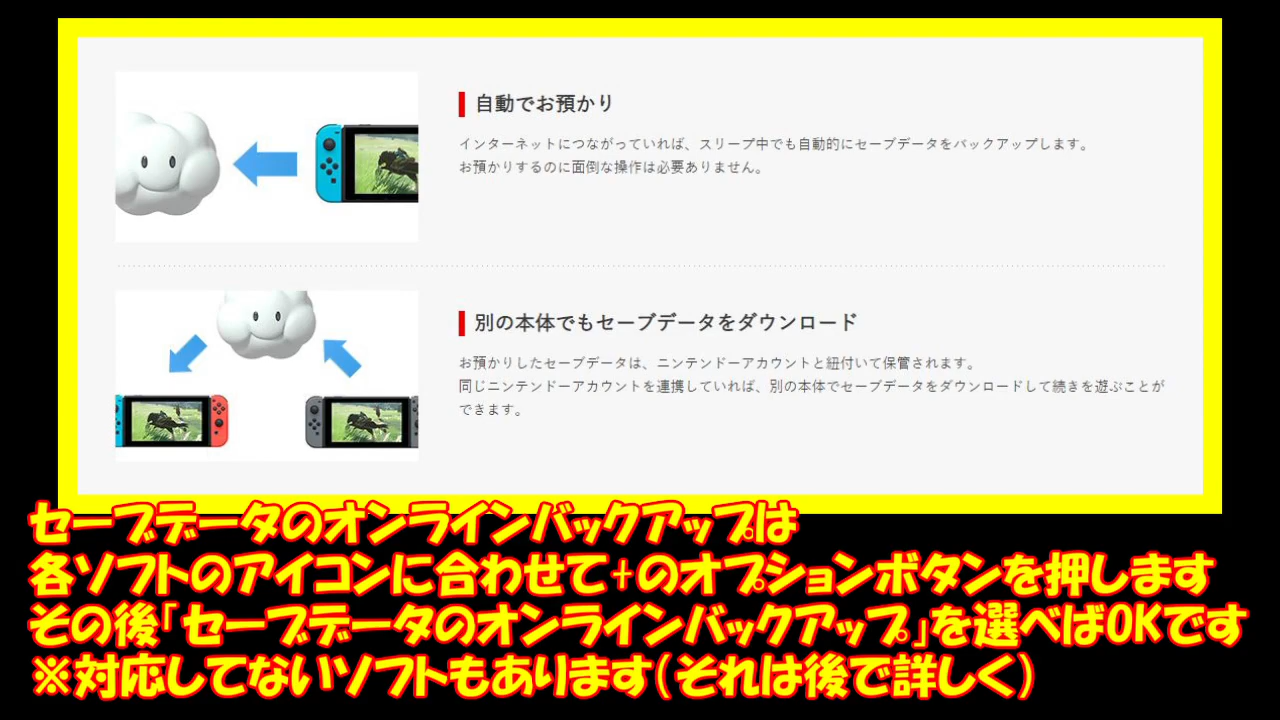 自動でお預かり
インターネットにつながっていれば、スリープ中でも自動的にセーブデータをバックアップします。
お預かりするのに面倒な操作は必要ありません。
別の本体でもセーブデータをダウンロード
お預かりしたセーブデータは、ニンテンドーアカウントと紐付いて保管されます。
同じニンテンドーアカウントを連携していれば、別の本体でセーブデータをダウンロードして続きを遊ぶことが
できます。
セーブデータのオンラインバックアップは
各ソフトのアイコンに合わせて+のオプションボタンを押します
その後「セーブデータのオンラインバックアップ」を選べばOKです
※対応してないソフトもあります(それは後で詳しく)